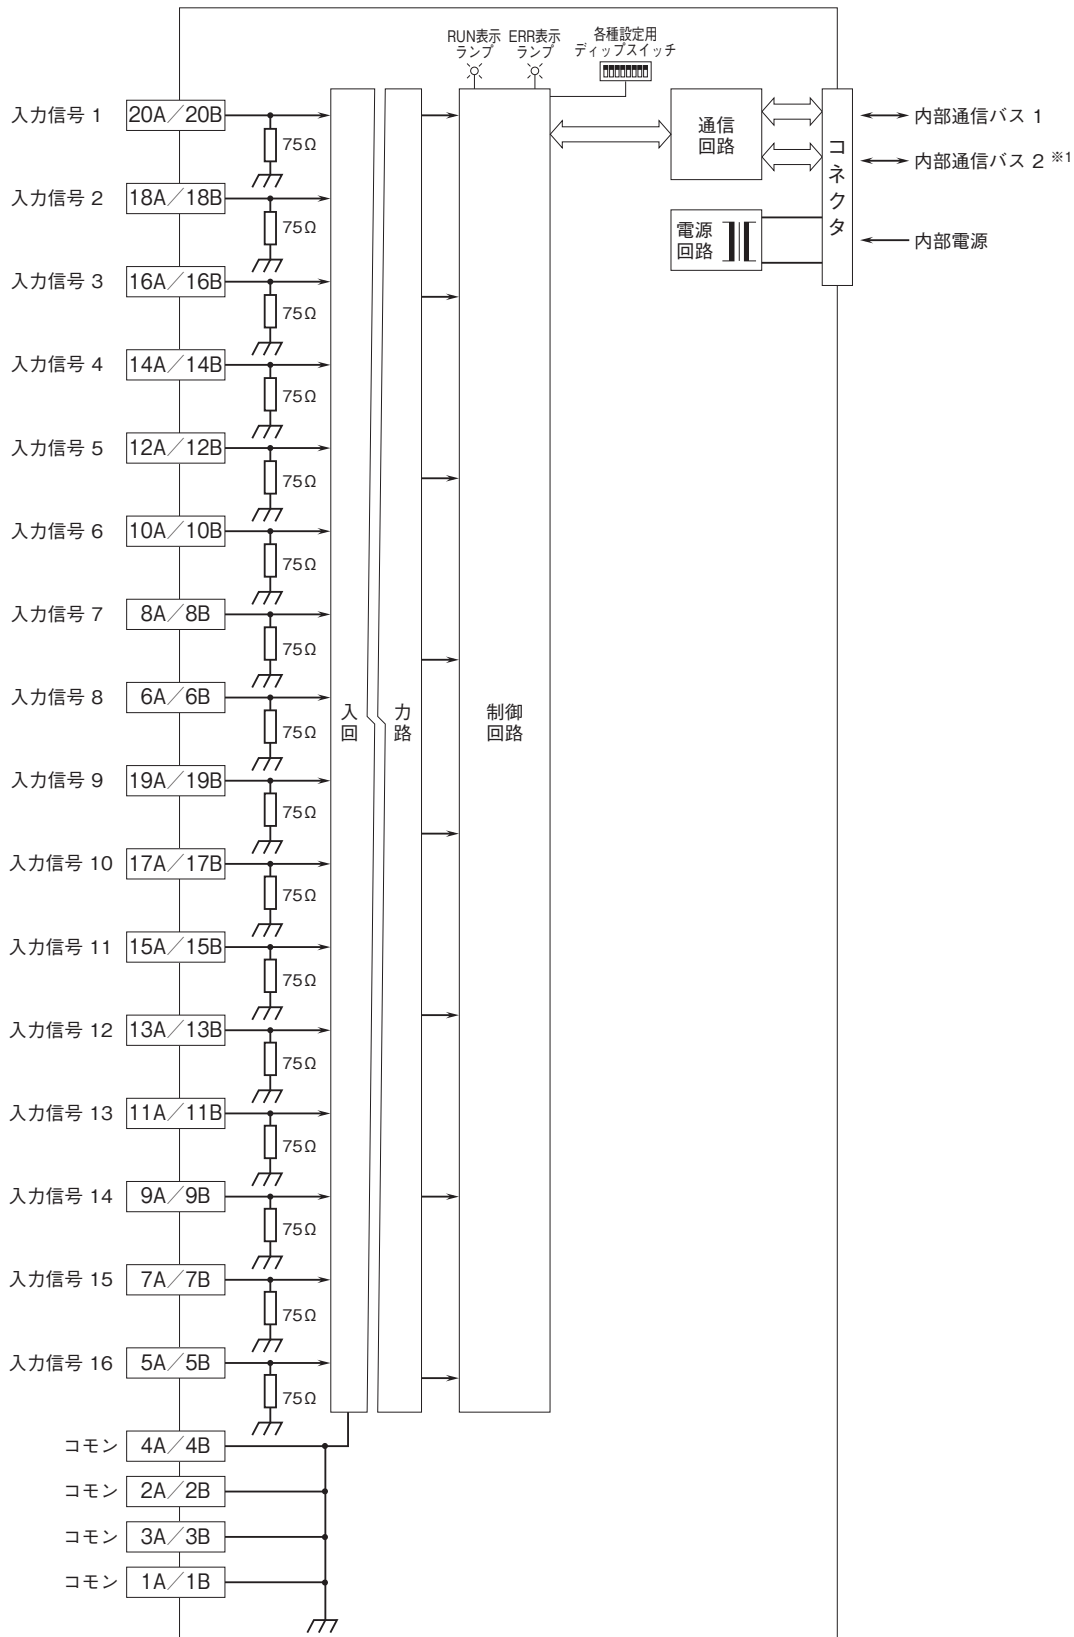 RUN表示
ランプ
ERR表示
ランプ
各種設定用
ディップスイッチ
入力信号 1
20A／20B
75Ω
入力信号 2
18A／18B
75Ω
入力信号 3
16A／16B
75Ω
入力信号 4
14A／14B
75Ω
入力信号 5
12A／12B
75Ω
入力信号 6
10A／10B
75Ω
入力信号 7
8A／8B
75Ω
入力信号 8
6A／6B
75Ω
入力信号 9
19A／19B
75Ω
入力信号 10
17A／17B
75Ω
入力信号 11
15A／15B
75Ω
入力信号 12
13A／13B
75Ω
入力信号 13
11A／11B
75Ω
入力信号 14
9A／9B
75Ω
入力信号 15
7A／7B
75Ω
入力信号 16
5A／5B
75Ω
コモン
4A／4B
コモン
2A／2B
コモン
3A／3B
コモン
1A／1B
入力
回路
制御
回路
通信
回路
電源
回路
コネクタ
内部通信バス 1
内部通信バス 2 ※1
内部電源